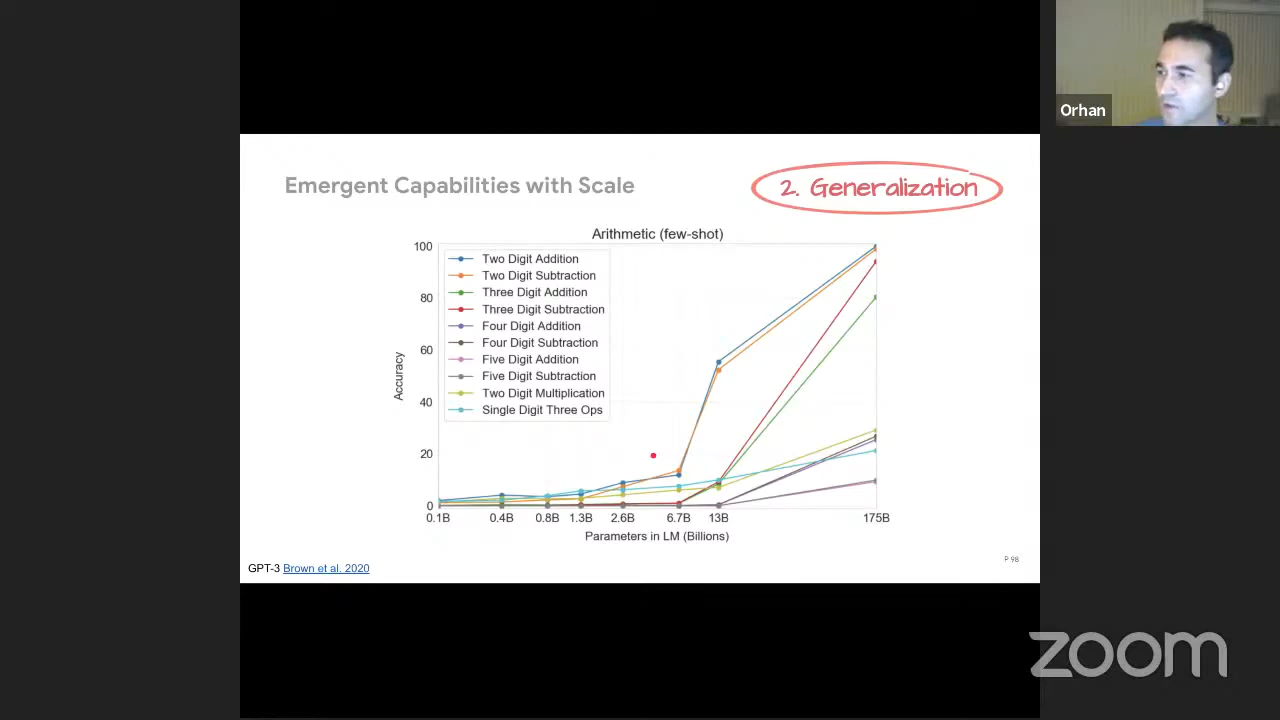 Orhan
Emergent Capabilities with Scale
2. Generalization
Arithmetic (few-shot)
100
80
60
40
20
0
Accuracy
Two Digit Addition
Two Digit Subtraction
Three Digit Addition
Three Digit Subtraction
Four Digit Addition
Four Digit Subtraction
Five Digit Addition
Five Digit Subtraction
Two Digit Multiplication
Single Digit Three Ops
0.1B 0.4B 0.8B 1.3B 2.6B 6.7B 13B 175B
Parameters in LM (Billions)
P 98
GPT-3 Brown et al. 2020
zoom